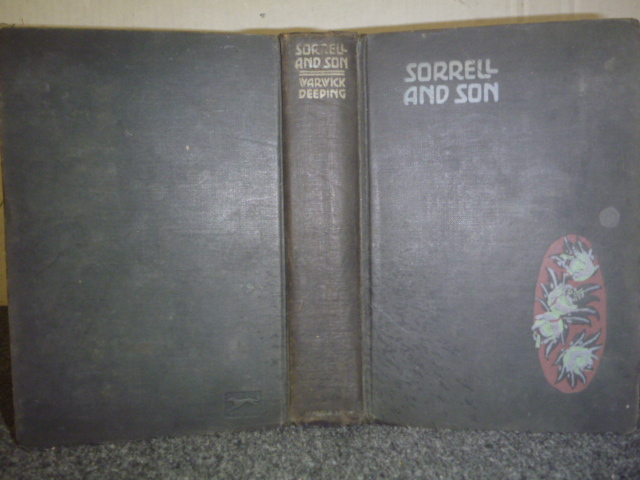 SORRELL
AND SON
WARWICK
DEEPING
SORRELL
AND SON